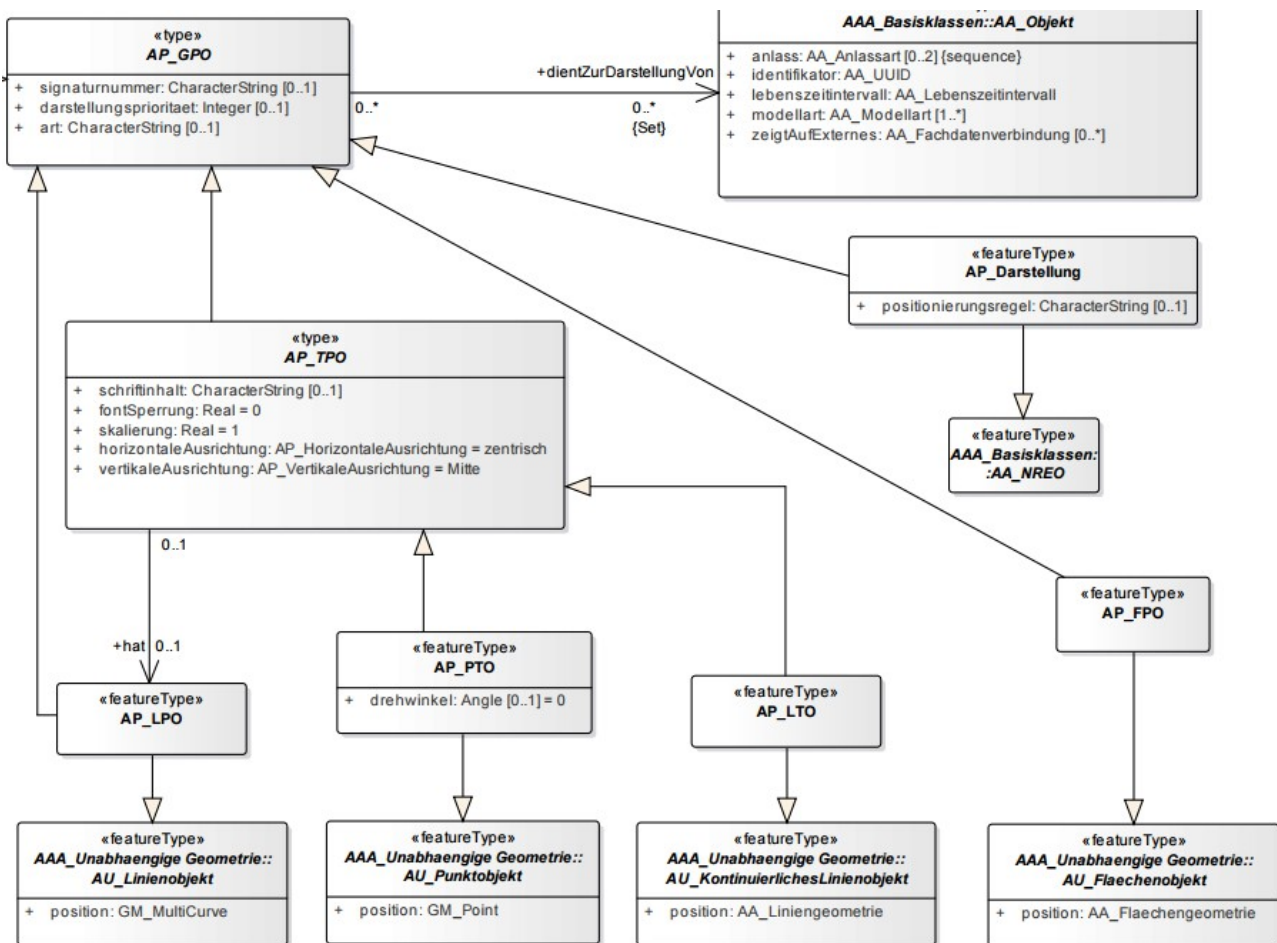 «type»
AP_GPO
+ signaturnummer: CharacterString [0..1]
+ darstellungsprioritaet: Integer [0..1]
+ art: CharacterString [0..1]
0..*
+dientZurDarstellungVon
0..*
{Set}
AAA_Basisklassen::AA_Objekt
+ anlass: AA_Anlassart [0..2] {sequence}
+ identifikator: AA_UUID
+ lebenszeitintervall: AA_Lebenszeitintervall
+ modellart: AA_Modellart [1..*]
+ zeigtAufExternes: AA_Fachdatenverbindung [0..*]
«featureType»
AP_Darstellung
+ positionierungsregel: CharacterString [0..1]
«type»
AP_TPO
+ schriftinhalt: CharacterString [0..1]
+ fontSperrung: Real = 0
+ skalierung: Real = 1
+ horizontaleAusrichtung: AP_HorizontaleAusrichtung = zentrisch
+ vertikaleAusrichtung: AP_VertikaleAusrichtung = Mitte
«featureType»
AAA_Basisklassen:
:AA_NREO
0..1
+hat 0..1
«featureType»
AP_LPO
«featureType»
AP_PTO
+ drehwinkel: Angle [0..1] = 0
«featureType»
AP_LTO
«featureType»
AP_FPO
«featureType»
AAA_Unabhaengige Geometrie::
AU_Linienobjekt
+ position: GM_MultiCurve
«featureType»
AAA_Unabhaengige Geometrie::
AU_Punktobjekt
+ position: GM_Point
«featureType»
AAA_Unabhaengige Geometrie::
AU_KontinuierlichesLinienobjekt
+ position: AA_Liniengeometrie
«featureType»
AAA_Unabhaengige Geometrie::
AU_Flaechenobjekt
+ position: AA_Flaechengeometrie